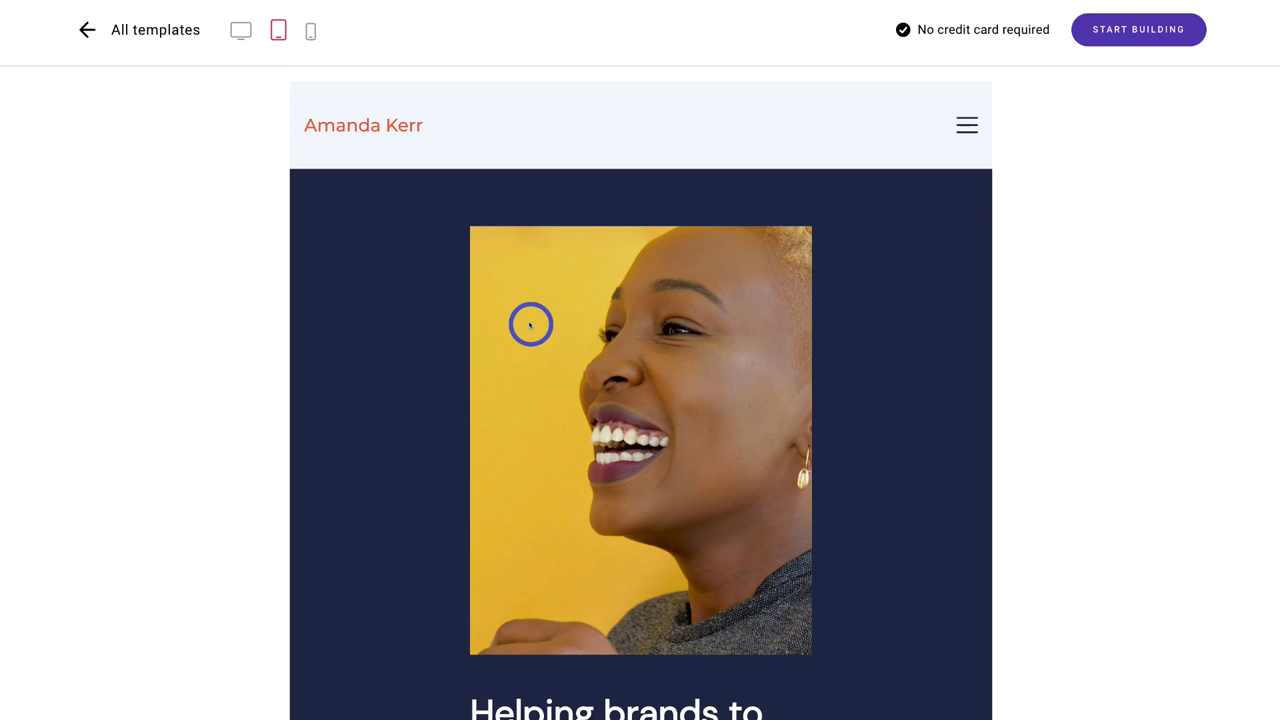 All templates
No credit card required
START BUILDING
Amanda Kerr
Helping brands to